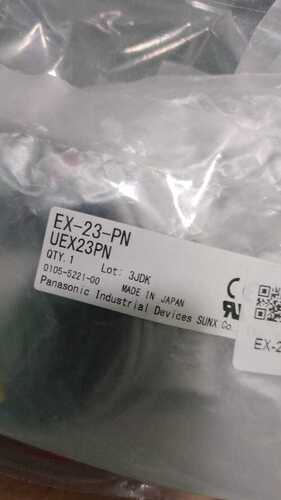 EX-23-PN
UEX23PN
QTY.1 Lot: 3JDK
0105-5221-00 MADE IN JAPAN
Panasonic Industrial Devices SUNX Co.
EX-2